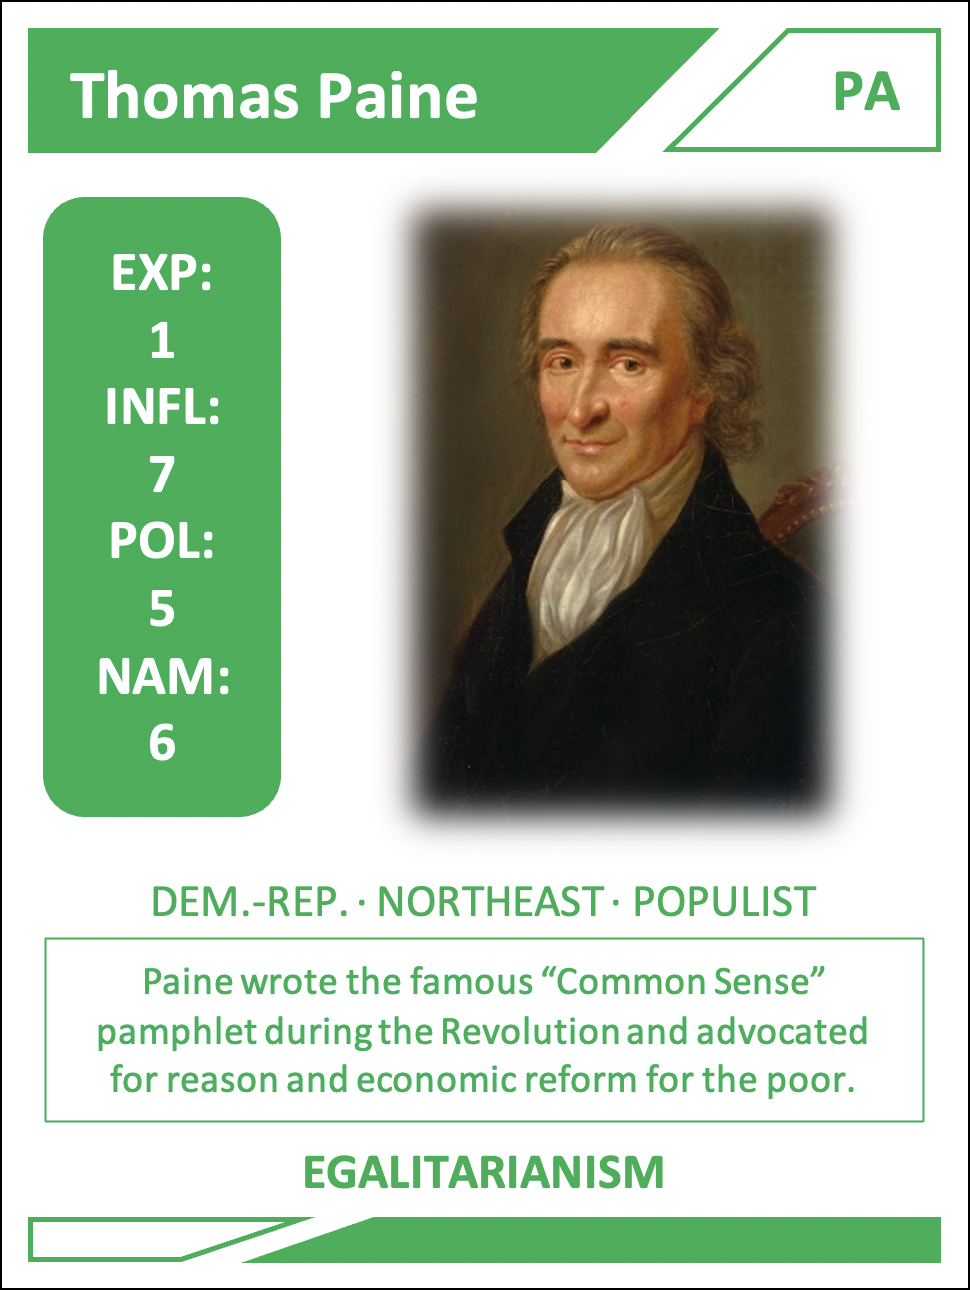 Thomas Paine
PA
EXP:
1
INFL:
7
POL:
5
NAM:
6
DEM.-REP. · NORTHEAST · POPULIST
Paine wrote the famous “Common Sense”
pamphlet during the Revolution and advocated
for reason and economic reform for the poor.
EGALITARIANISM